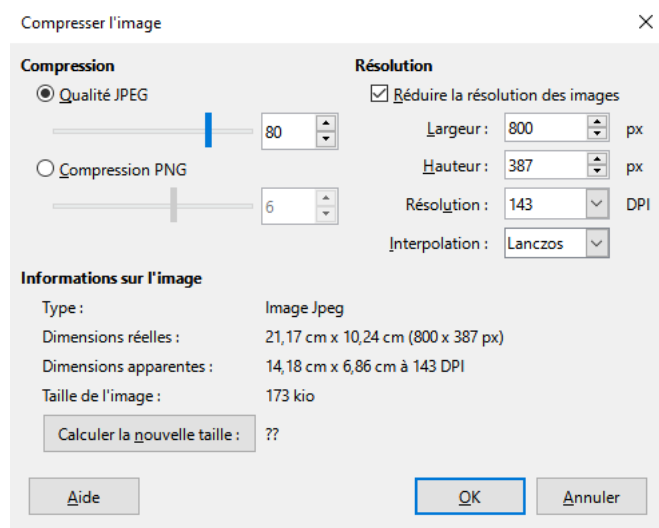 Compresser l'image
Compression
Qualité JPEG
80
Compression PNG
6
Résolution
Réduire la résolution des images
Largeur : 800 px
Hauteur : 387 px
Résolution : 143 DPI
Interpolation : Lanczos
Informations sur l'image
Type : Image Jpeg
Dimensions réelles : 21,17 cm x 10,24 cm (800 x 387 px)
Dimensions apparentes : 14,18 cm x 6,86 cm à 143 DPI
Taille de l'image : 173 kio
Calculer la nouvelle taille : ??
Aide OK Annuler